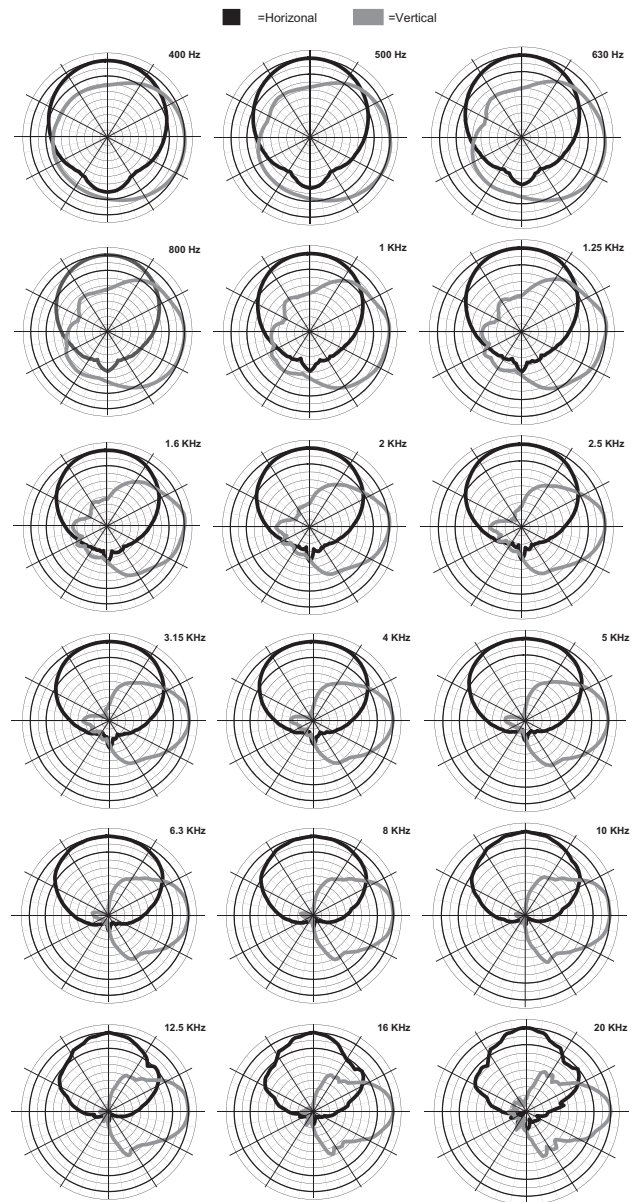 =Horizonal =Vertical
400 Hz 500 Hz 630 Hz
800 Hz 1 KHz 1.25 KHz
1.6 KHz 2 KHz 2.5 KHz
3.15 KHz 4 KHz 5 KHz
6.3 KHz 8 KHz 10 KHz
12.5 KHz 16 KHz 20 KHz